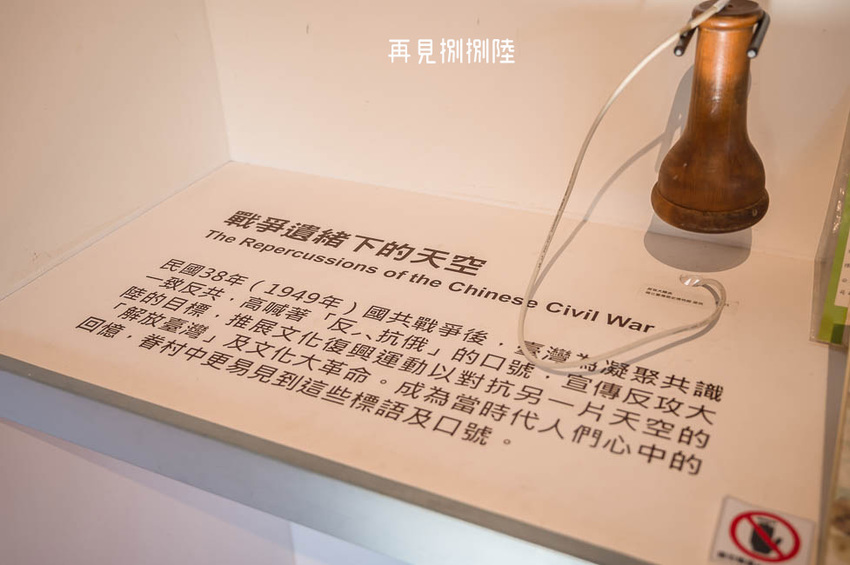 再見捌捌陸
戰爭遺緒下的天空
The Repercussions of the Chinese Civil War
民國38年（1949年）國共戰爭後，臺灣為凝聚共識
一致反共，高喊著「反八抗俄」的口號，宣傳反攻大
陸的目標，推展文化復興運動以對抗另一片天空的
「解放臺灣」及文化大革命。成為當時代人們心中的
回憶，眷村中更易見到這些標語及口號。